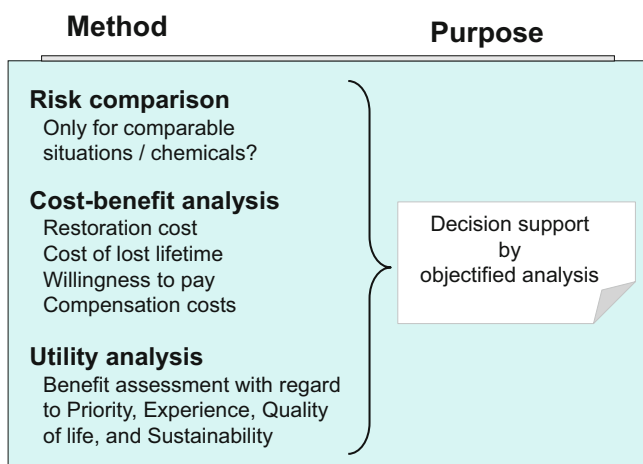 Method
Purpose
Risk comparison
Only for comparable
situations / chemicals?
Cost-benefit analysis
Restoration cost
Cost of lost lifetime
Willingness to pay
Compensation costs
Utility analysis
Benefit assessment with regard
to Priority, Experience, Quality
of life, and Sustainability
Decision support
by
objectified analysis